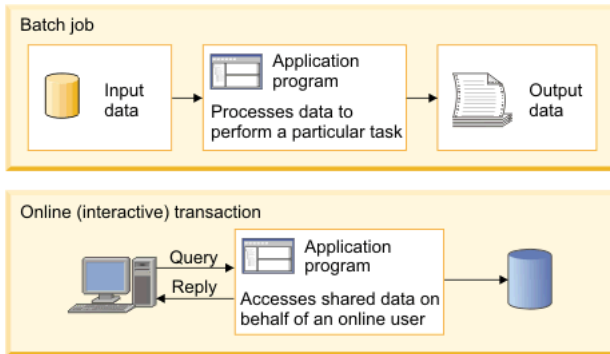 Batch job
Input
data
Application
program
Processes data to
perform a particular task
Output
data
Online (interactive) transaction
Query
Reply
Application
program
Accesses shared data on
behalf of an online user